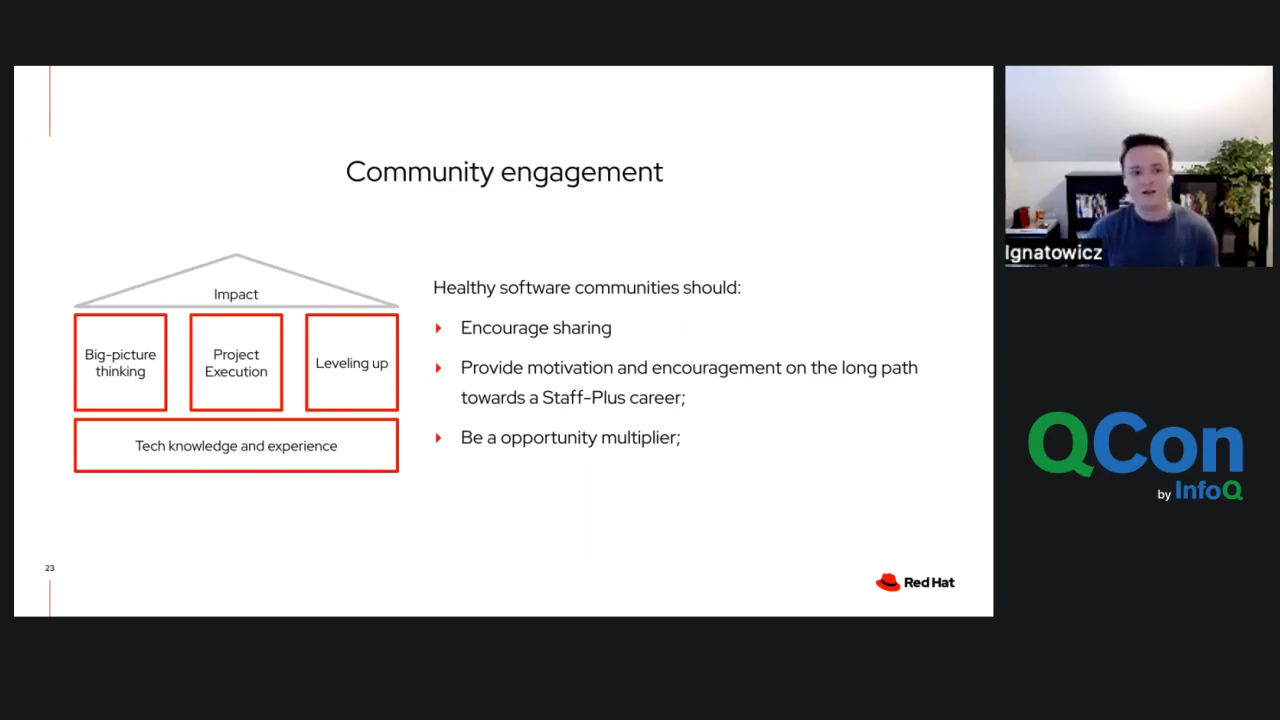 Community engagement
Impact
Big-picture
thinking
Project
Execution
Leveling up
Tech knowledge and experience
Healthy software communities should:
Encourage sharing
Provide motivation and encouragement on the long path
towards a Staff-Plus career;
Be a opportunity multiplier;
23
Red Hat
Ignatowicz
QCon
by InfoQ